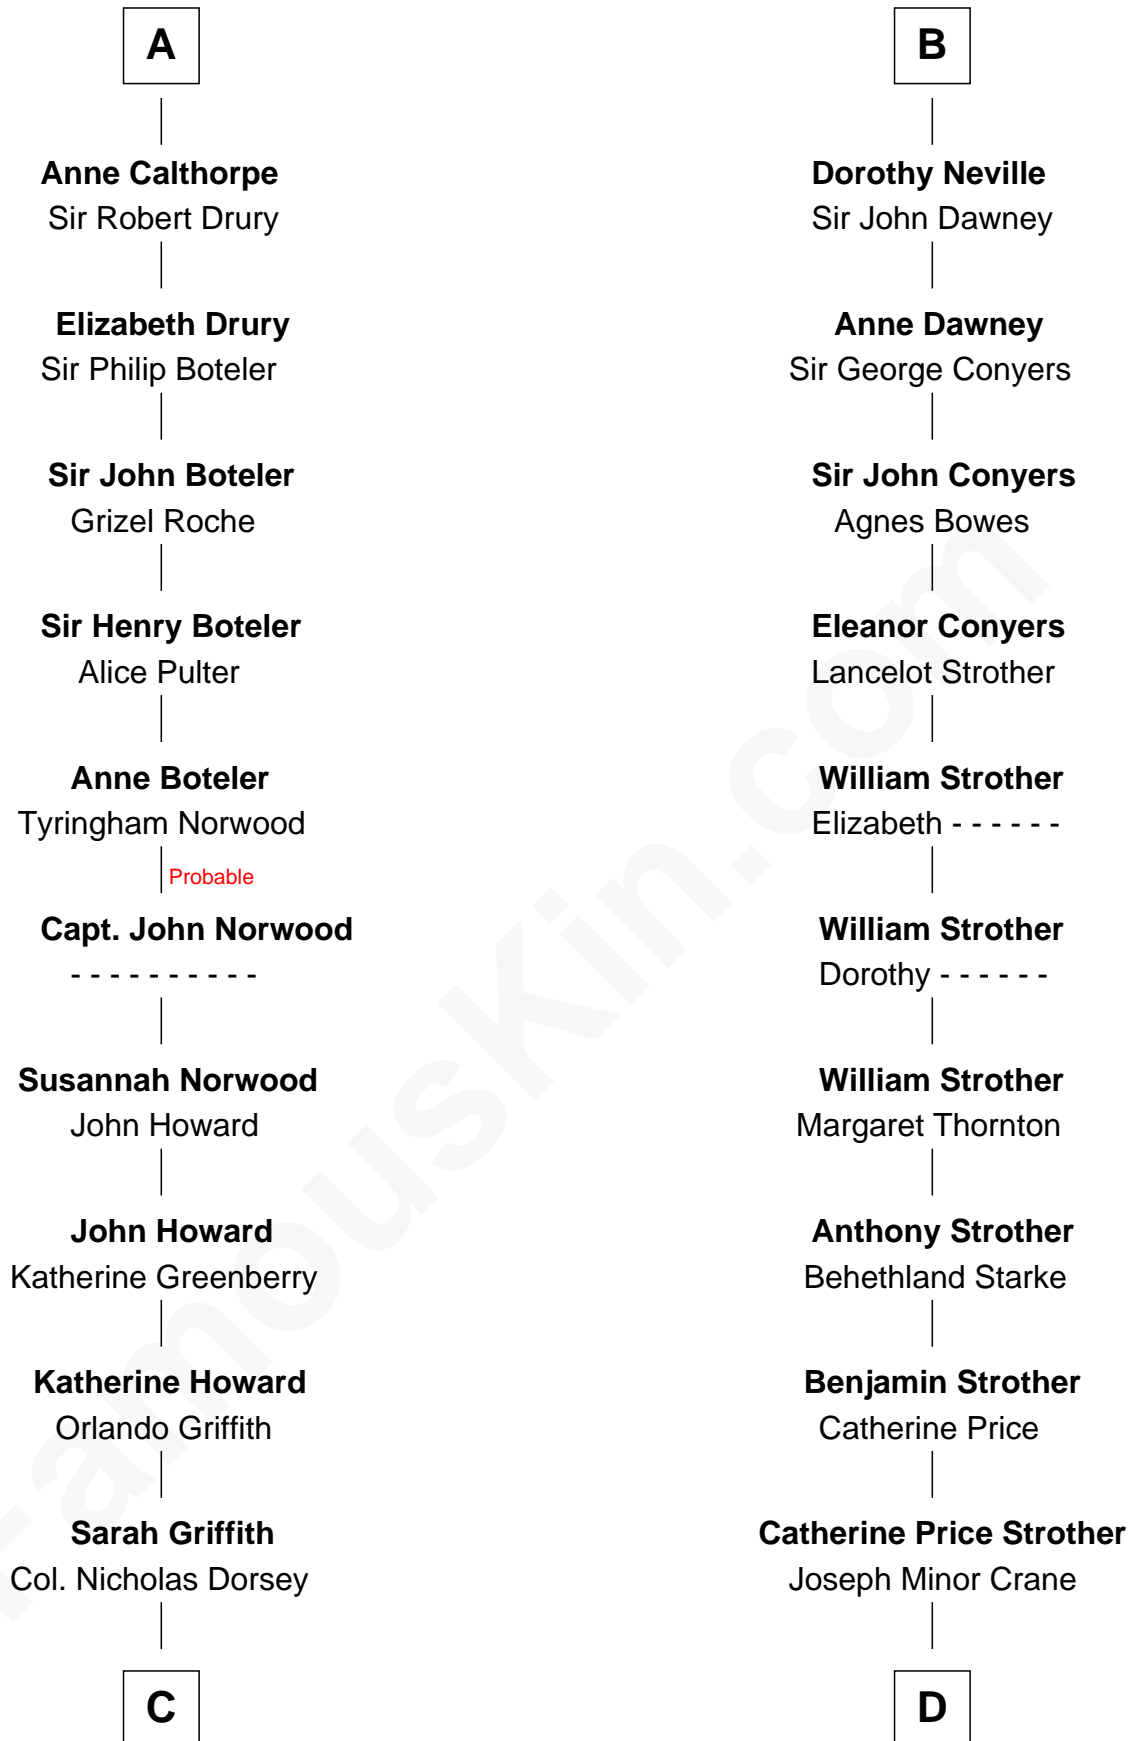 A
Anne Calthorpe
Sir Robert Drury
Elizabeth Drury
Sir Philip Boteler
Sir John Boteler
Grizel Roche
Sir Henry Boteler
Alice Pulter
Anne Boteler
Tyringham Norwood
Probable
Capt. John Norwood
- - - - - - - - - -
Susannah Norwood
John Howard
John Howard
Katherine Greenberry
Katherine Howard
Orlando Griffith
Sarah Griffith
Col. Nicholas Dorsey
C
B
Dorothy Neville
Sir John Dawney
Anne Dawney
Sir George Conyers
Sir John Conyers
Agnes Bowes
Eleanor Conyers
Lancelot Strother
William Strother
Elizabeth - - - - - -
William Strother
Dorothy - - - - - -
William Strother
Margaret Thornton
Anthony Strother
Behethland Starke
Benjamin Strother
Catherine Price
Catherine Price Strother
Joseph Minor Crane
D
FamousKin.com